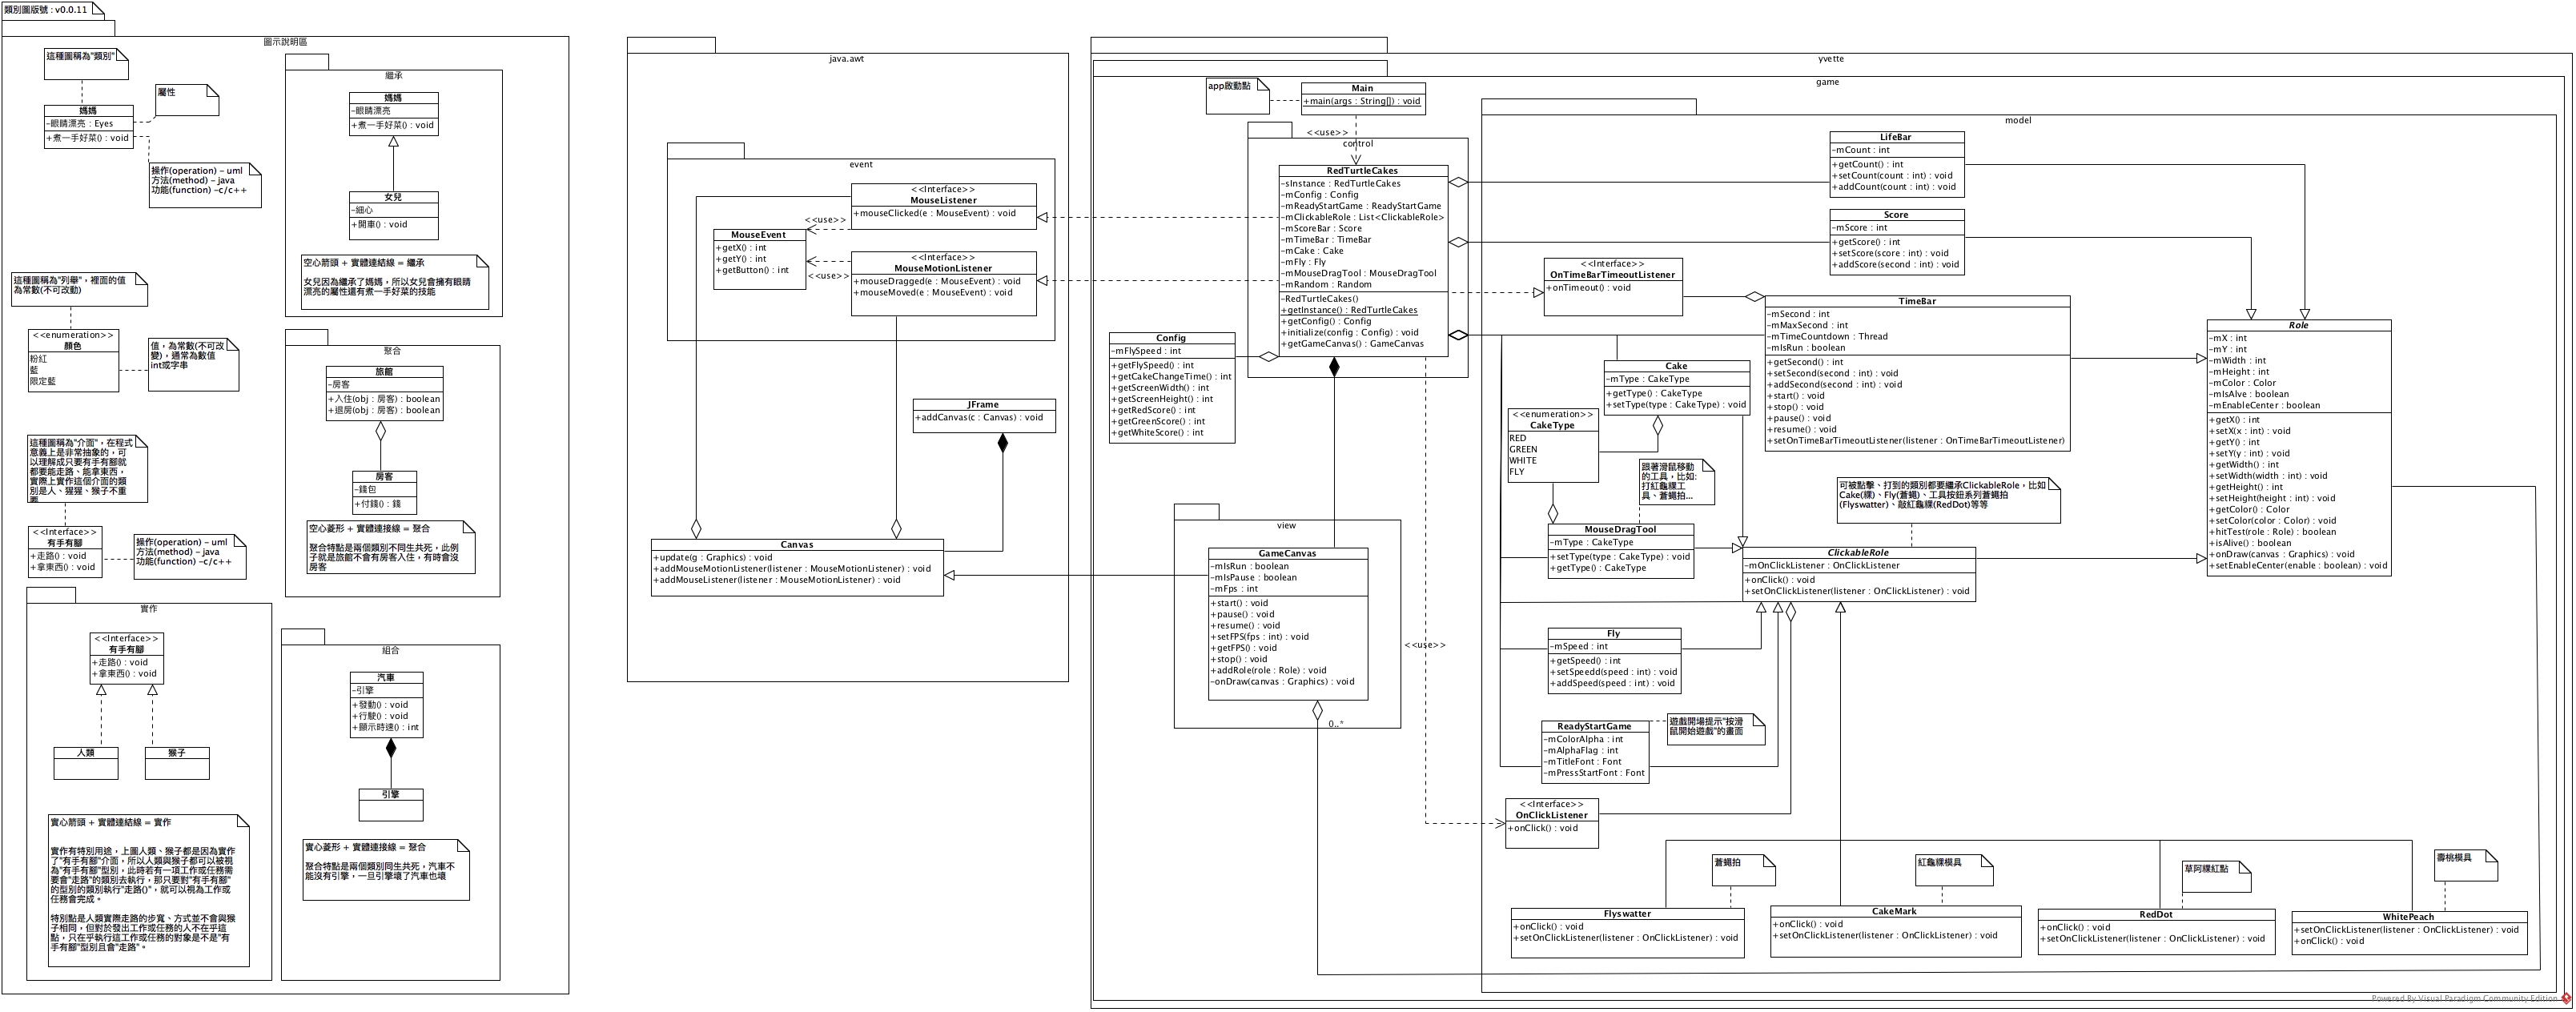 類別圖版號 : v0.0.11
圖示說明區
這種圖稱為"類別"
屬性
媽媽
-眼睛漂亮 : Eyes
+煮一手好菜() : void
操作(operation) – uml
方法(method) – java
功能(function) –c/c++
這種圖稱為"列舉"，裡面的值
為常數(不可改動)
<<enumeration>>
顏色
粉紅
藍
限定藍
值，為常數(不可改
變)，通常為數值
int或字串
這種圖稱為"介面"，在程式
意義上是非常抽象的，可
以理解成只要有手有腳就
都要能走路、能拿東西，
實際上實作這個介面的類
別是人、猩猩、猴子不重
要
<<Interface>>
有手有腳
+走路() : void
+拿東西() : void
操作(operation) – uml
方法(method) – java
功能(function) –c/c++
實作
<<Interface>>
有手有腳
+走路() : void
+拿東西() : void
人類
猴子
實心箭頭 + 實體連結線 = 實作
實作有特別用途，上圖人類、猴子都是因為實作
了"有手有腳"介面，所以人類與猴子都可以被視
為"有手有腳"型別，此時若有一項工作或任務需
要會"走路"的類別去執行，那只要對"有手有腳"
的型別的類別執行"走路()"，就可以視為工作或
任務會完成。
特別點是人類實際走路的步寬、方式並不會與猴
子相同，但對於發出工作或任務的人不在乎這
點，只在乎執行這工作或任務的對象是不是"有
手有腳"型別且會"走路"。
繼承
媽媽
-眼睛漂亮
+煮一手好菜() : void
女兒
-細心
+開車() : void
空心箭頭 + 實體連結線 = 繼承
女兒因為繼承了媽媽，所以女兒會擁有眼睛
漂亮的屬性還有煮一手好菜的技能
聚合
旅館
-房客
+入住(obj : 房客) : boolean
+退房(obj : 房客) : boolean
房客
-錢包
+付錢() : 錢
空心菱形 + 實體連接線 = 聚合
聚合特點是兩個類別不同生共死，此例
子就是旅館不會有房客入住，有時會沒
房客
組合
汽車
-引擎
+發動() : void
+行駛() : void
+顯示時速() : int
引擎
實心菱形 + 實體連接線 = 聚合
聚合特點是兩個類別同生共死，汽車不
能沒有引擎，一旦引擎壞了汽車也壞
java.awt
event
<<Interface>>
MouseListener
+mouseClicked(e : MouseEvent) : void
<<use>>
MouseEvent
+getX() : int
+getY() : int
+getButton() : int
<<use>>
<<Interface>>
MouseMotionListener
+mouseDragged(e : MouseEvent) : void
+mouseMoved(e : MouseEvent) : void
JFrame
+addCanvas(c : Canvas) : void
Canvas
+update(g : Graphics) : void
+addMouseMotionListener(listener : MouseMotionListener) : void
+addMouseListener(listener : MouseMotionListener) : void
yvette
game
app啟動點
Main
+main(args : String[]) : void
<<use>>
control
RedTurtleCakes
-sInstance : RedTurtleCakes
-mConfig : Config
-mReadyStartGame : ReadyStartGame
-mClickableRole : List<ClickableRole>
-mScoreBar : Score
-mTimeBar : TimeBar
-mCake : Cake
-mFly : Fly
-mMouseDragTool : MouseDragTool
-mRandom : Random
-RedTurtleCakes()
+getInstance() : RedTurtleCakes
+getConfig() : Config
+initialize(config : Config) : void
+getGameCanvas() : GameCanvas
Config
-mFlySpeed : int
+getFlySpeed() : int
+getCakeChangeTime() : int
+getScreenWidth() : int
+getScreenHeight() : int
+getRedScore() : int
+getGreenScore() : int
+getWhiteScore() : int
view
GameCanvas
-mIsRun : boolean
-mIsPause : boolean
-mFps : int
+start() : void
+pause() : void
+resume() : void
+setFPS(fps : int) : void
+getFPS() : void
+stop() : void
+addRole(role : Role) : void
-onDraw(canvas : Graphics) : void
0..*
<<use>>
model
LifeBar
-mCount : int
+getCount() : int
+setCount(count : int) : void
+addCount(count : int) : void
Score
-mScore : int
+getScore() : int
+setScore(score : int) : void
+addScore(second : int) : void
<<Interface>>
OnTimeBarTimeoutListener
+onTimeout() : void
TimeBar
-mSecond : int
-mMaxSecond : int
-mTimeCountdown : Thread
-mIsRun : boolean
+getSecond() : int
+setSecond(second : int) : void
+addSecond(second : int) : void
+start() : void
+stop() : void
+pause() : void
+resume() : void
+setOnTimeBarTimeoutListener(listener : OnTimeBarTimeoutListener)
Role
-mX : int
-mY : int
-mWidth : int
-mHeight : int
-mColor : Color
-mIsAlve : boolean
-mEnableCenter : boolean
+getX() : int
+setX(x : int) : void
+getY() : int
+setY(y : int) : void
+getWidth() : int
+setWidth(width : int) : void
+getHeight() : int
+setHeight(height : int) : void
+getColor() : Color
+setColor(color : Color) : void
+hitTest(role : Role) : boolean
+isAlive() : boolean
+onDraw(canvas : Graphics) : void
+setEnableCenter(enable : boolean) : void
Cake
-mType : CakeType
+getType() : CakeType
+setType(type : CakeType) : void
<<enumeration>>
CakeType
RED
GREEN
WHITE
FLY
跟著滑鼠移動
的工具，比如:
打紅龜粿工
具、蒼蠅拍...
MouseDragTool
-mType : CakeType
+setType(type : CakeType) : void
+getType() : CakeType
可被點擊、打到的類別都要繼承ClickableRole，比如
Cake(粿)、Fly(蒼蠅)、工具按鈕系列蒼蠅拍
(Flyswatter)、敲紅龜粿(RedDot)等等
ClickableRole
-mOnClickListener : OnClickListener
+onClick() : void
+setOnClickListener(listener : OnClickListener) : void
Fly
-mSpeed : int
+getSpeed() : int
+setSpeedd(speed : int) : void
+addSpeed(speed : int) : void
ReadyStartGame
-mColorAlpha : int
-mAlphaFlag : int
-mTitleFont : Font
-mPressStartFont : Font
遊戲開場提示"按滑
鼠開始遊戲"的畫面
<<Interface>>
OnClickListener
+onClick() : void
蒼蠅拍
紅龜粿模具
草阿粿紅點
壽桃模具
Flyswatter
+onClick() : void
+setOnClickListener(listener : OnClickListener) : void
CakeMark
+onClick() : void
+setOnClickListener(listener : OnClickListener) : void
RedDot
+onClick() : void
+setOnClickListener(listener : OnClickListener) : void
WhitePeach
+setOnClickListener(listener : OnClickListener) : void
+onClick() : void
Powered By Visual Paradigm Community Edition